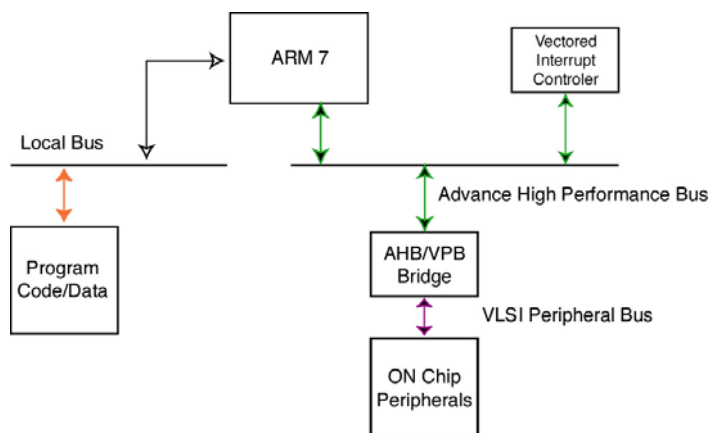 ARM 7
Vectored
Interrupt
Controler
Local Bus
Advance High Performance Bus
Program
Code/Data
AHB/VPB
Bridge
VLSI Peripheral Bus
ON Chip
Peripherals